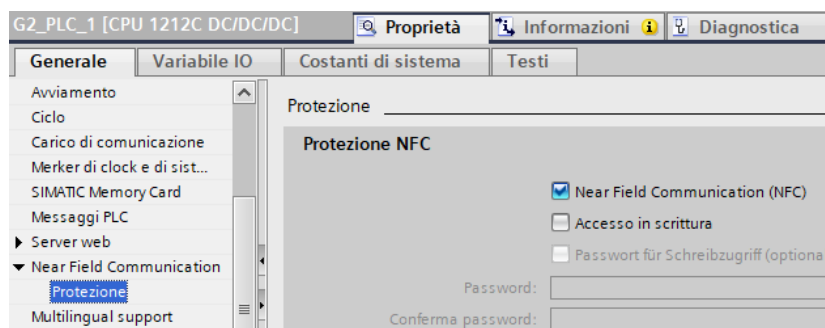 G2_PLC_1 [CPU 1212C DC/DC/DC]
Proprietà
Informazioni
Diagnostica
Generale
Variabile IO
Costanti di sistema
Testi
Avviamento
Ciclo
Carico di comunicazione
Merker di clock e di sist...
SIMATIC Memory Card
Messaggi PLC
Server web
Near Field Communication
Protezione
Multilingual support
Protezione
Protezione NFC
Near Field Communication (NFC)
Accesso in scrittura
Passwort für Schreibzugriff (optiona
Password:
Conferma password: